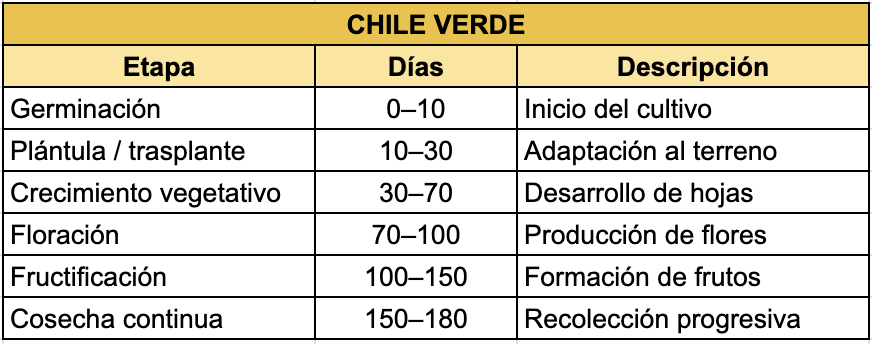 CHILE VERDE
Etapa Días Descripción
Germinación 0–10 Inicio del cultivo
Plántula / trasplante 10–30 Adaptación al terreno
Crecimiento vegetativo 30–70 Desarrollo de hojas
Floración 70–100 Producción de flores
Fructificación 100–150 Formación de frutos
Cosecha continua 150–180 Recolección progresiva